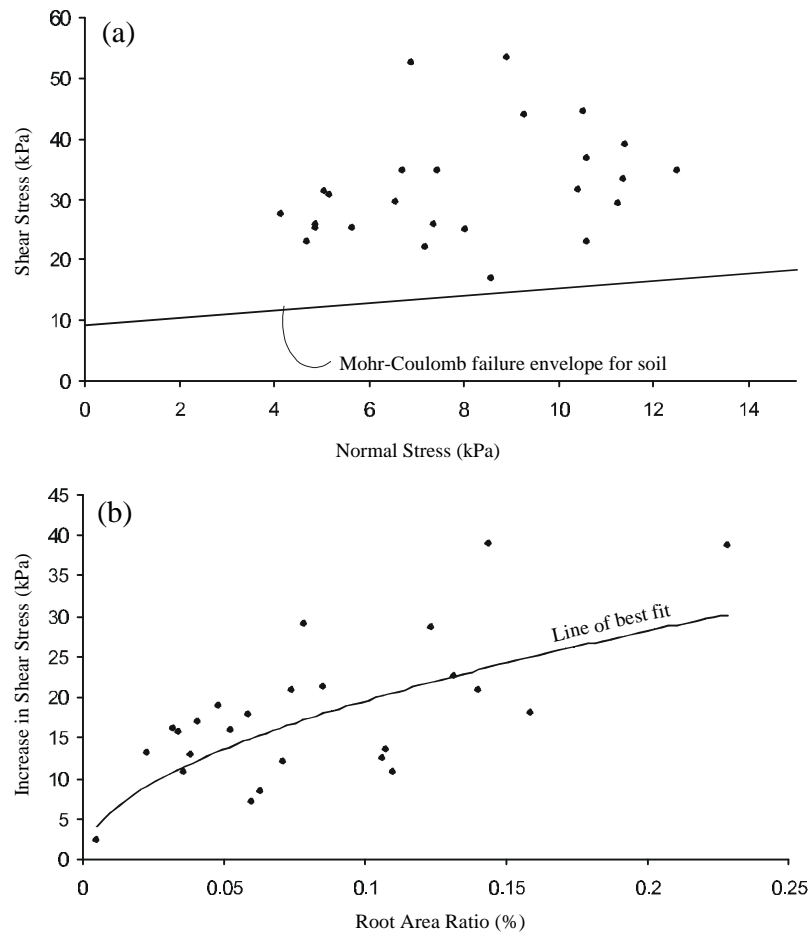 (a)
60
50
40
30
20
10
0
Shear Stress (kPa)
Mohr-Coulomb failure envelope for soil
0 2 4 6 8 10 12 14
Normal Stress (kPa)
(b)
45
40
35
30
25
20
15
10
5
0
Increase in Shear Stress (kPa)
Line of best fit
0 0.05 0.1 0.15 0.2 0.25
Root Area Ratio (%)